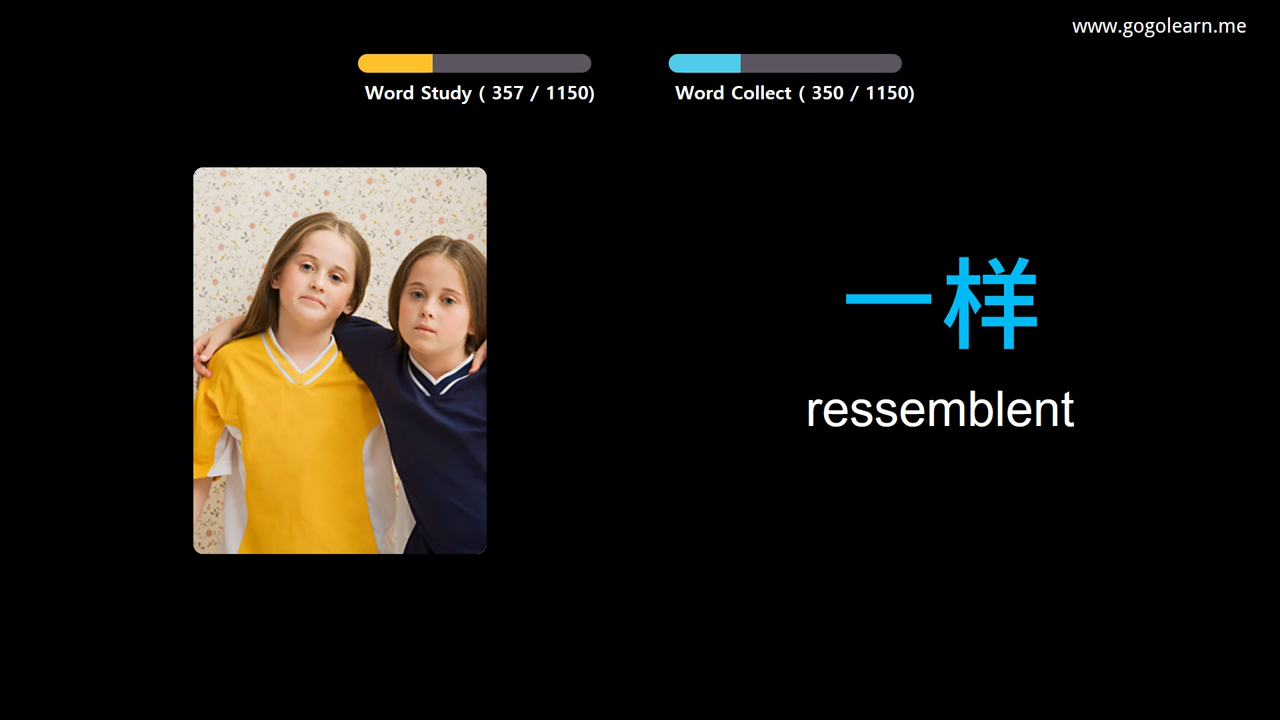 www.gogolearn.me
Word Study ( 357 / 1150)
Word Collect ( 350 / 1150)
一样
ressemblent